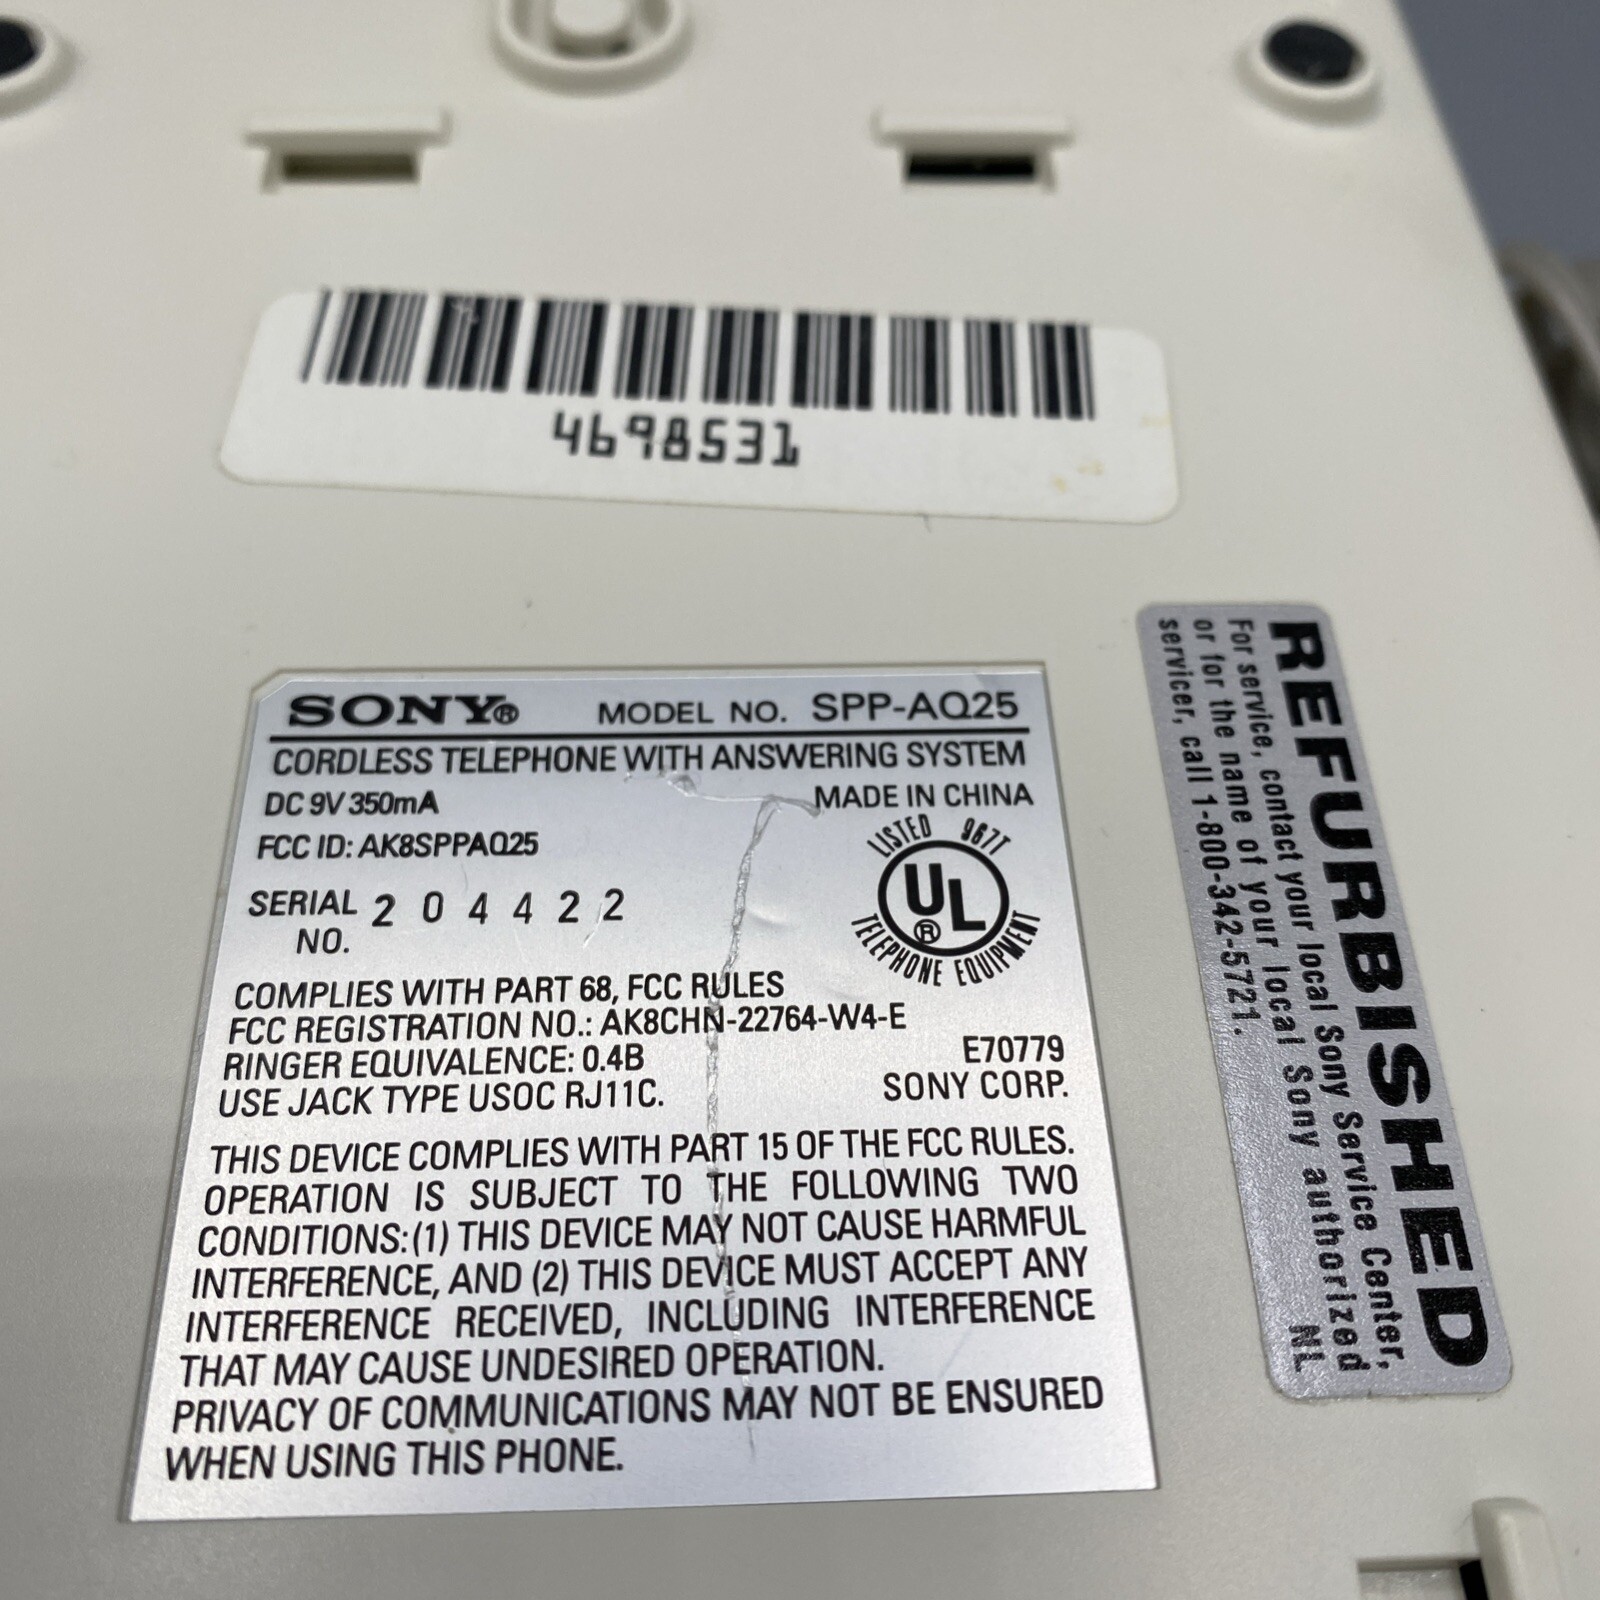 4698531
SONY® MODEL NO. SPP-AQ25
CORDLESS TELEPHONE WITH ANSWERING SYSTEM
DC 9V 350mA MADE IN CHINA
FCC ID: AK8SPPAQ25
LISTED 967T
UL®
TELEPHONE EQUIPMENT
SERIAL NO. 204422
COMPLIES WITH PART 68, FCC RULES
FCC REGISTRATION NO.: AK8CHN-22764-W4-E
RINGER EQUIVALENCE: 0.4B E70779
USE JACK TYPE USOC RJ11C. SONY CORP.
THIS DEVICE COMPLIES WITH PART 15 OF THE FCC RULES.
OPERATION IS SUBJECT TO THE FOLLOWING TWO
CONDITIONS:(1) THIS DEVICE MAY NOT CAUSE HARMFUL
INTERFERENCE, AND (2) THIS DEVICE MUST ACCEPT ANY
INTERFERENCE RECEIVED, INCLUDING INTERFERENCE
THAT MAY CAUSE UNDESIRED OPERATION.
PRIVACY OF COMMUNICATIONS MAY NOT BE ENSURED
WHEN USING THIS PHONE.
REFURBISHED
For service, contact your local Sony Service Center,
or for the name of your local Sony authorized
servicer, call 1-800-342-5721. NL